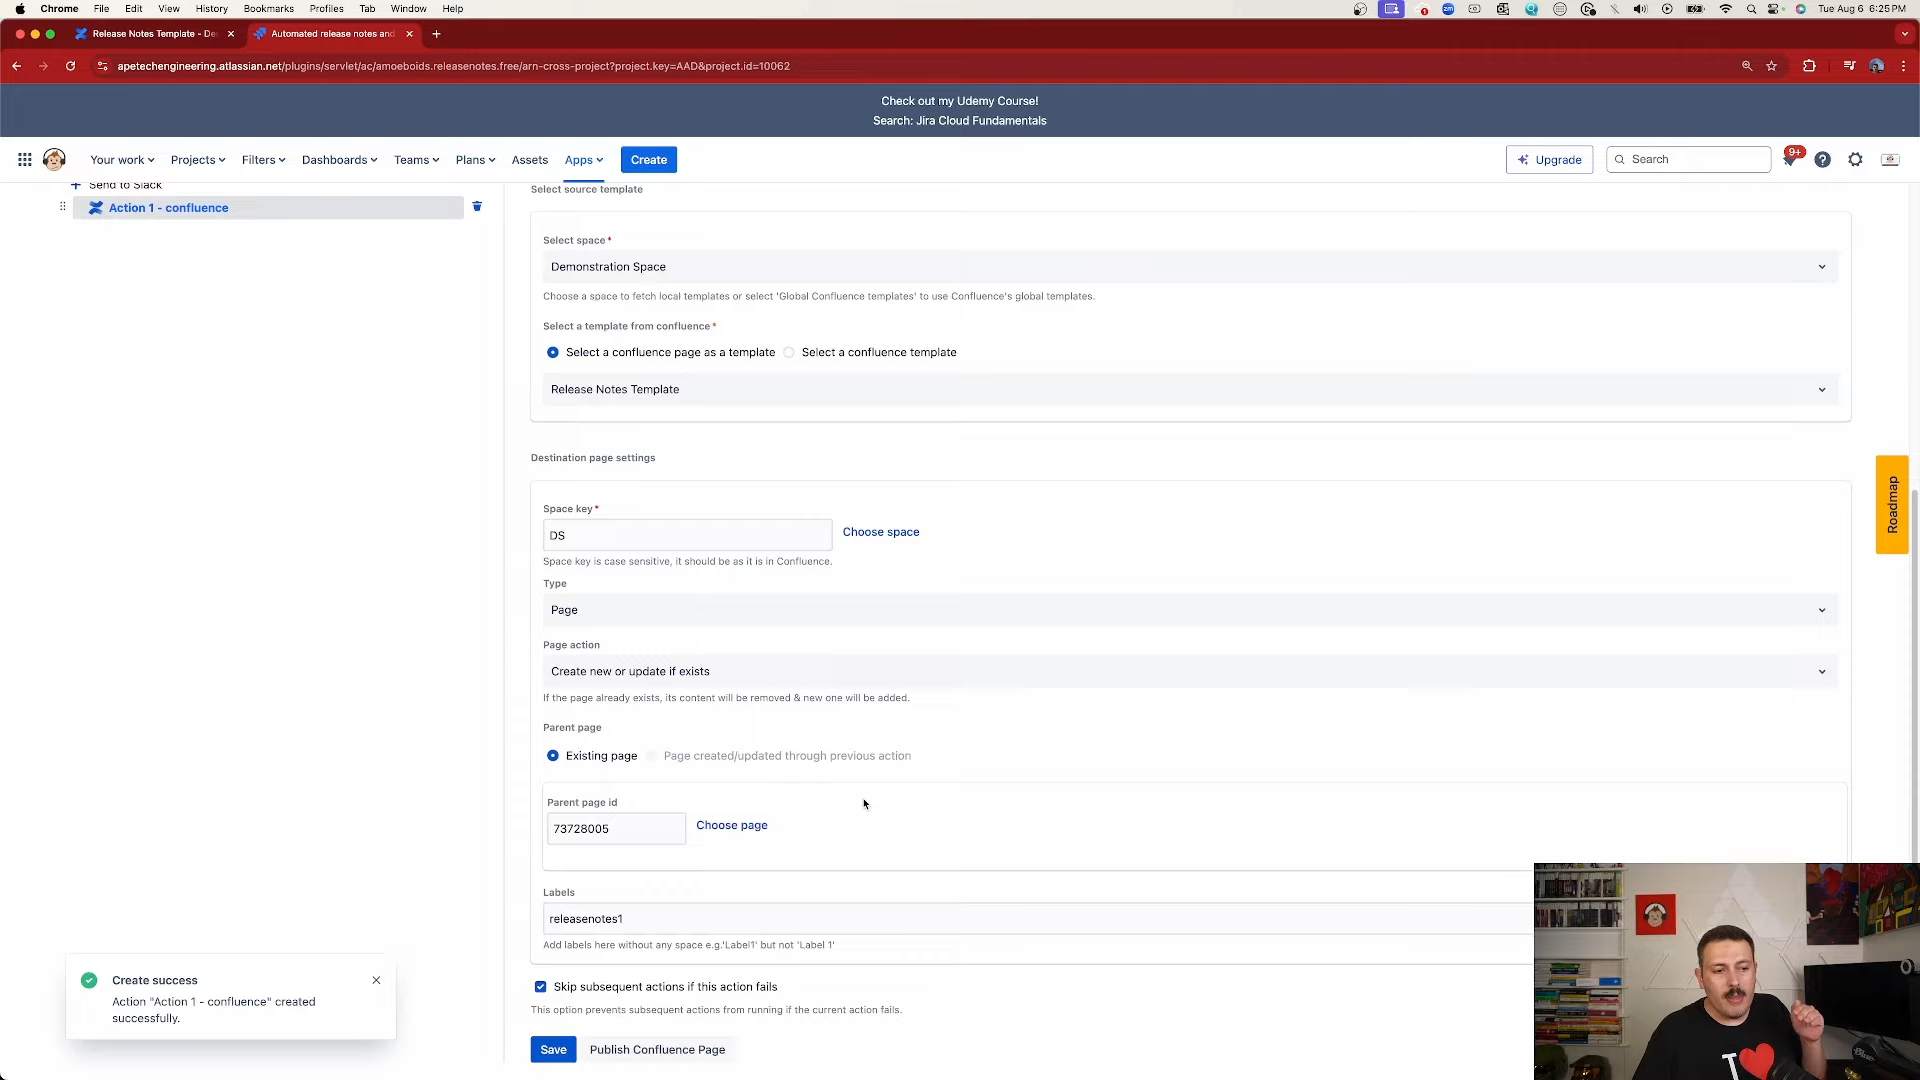 Chrome File Edit View History Bookmarks Profiles Tab Window Help
Tue Aug 6 6:25 PM
Release Notes Template - De
Automated release notes and
apetechengineering.atlassian.net/plugins/servlet/ac/amoeboids.releasenotes.free/arn-cross-project?project.key=AAD&project.id=10062
Check out my Udemy Course!
Search: Jira Cloud Fundamentals
Your work Projects Filters Dashboards Teams Plans Assets Apps Create Upgrade Search 9+
Send to Slack
Action 1 - confluence
Select source template
Select space *
Demonstration Space
Choose a space to fetch local templates or select 'Global Confluence templates' to use Confluence's global templates.
Select a template from confluence *
Select a confluence page as a template Select a confluence template
Release Notes Template
Destination page settings
Space key *
DS
Choose space
Space key is case sensitive, it should be as it is in Confluence.
Type
Page
Page action
Create new or update if exists
If the page already exists, its content will be removed & new one will be added.
Parent page
Existing page Page created/updated through previous action
Parent page id
73728005
Choose page
Labels
releasenotes1
Add labels here without any space e.g.'Label1' but not 'Label 1'
Skip subsequent actions if this action fails
This option prevents subsequent actions from running if the current action fails.
Save Publish Confluence Page
Create success
Action "Action 1 - confluence" created
successfully.
Roadmap
I